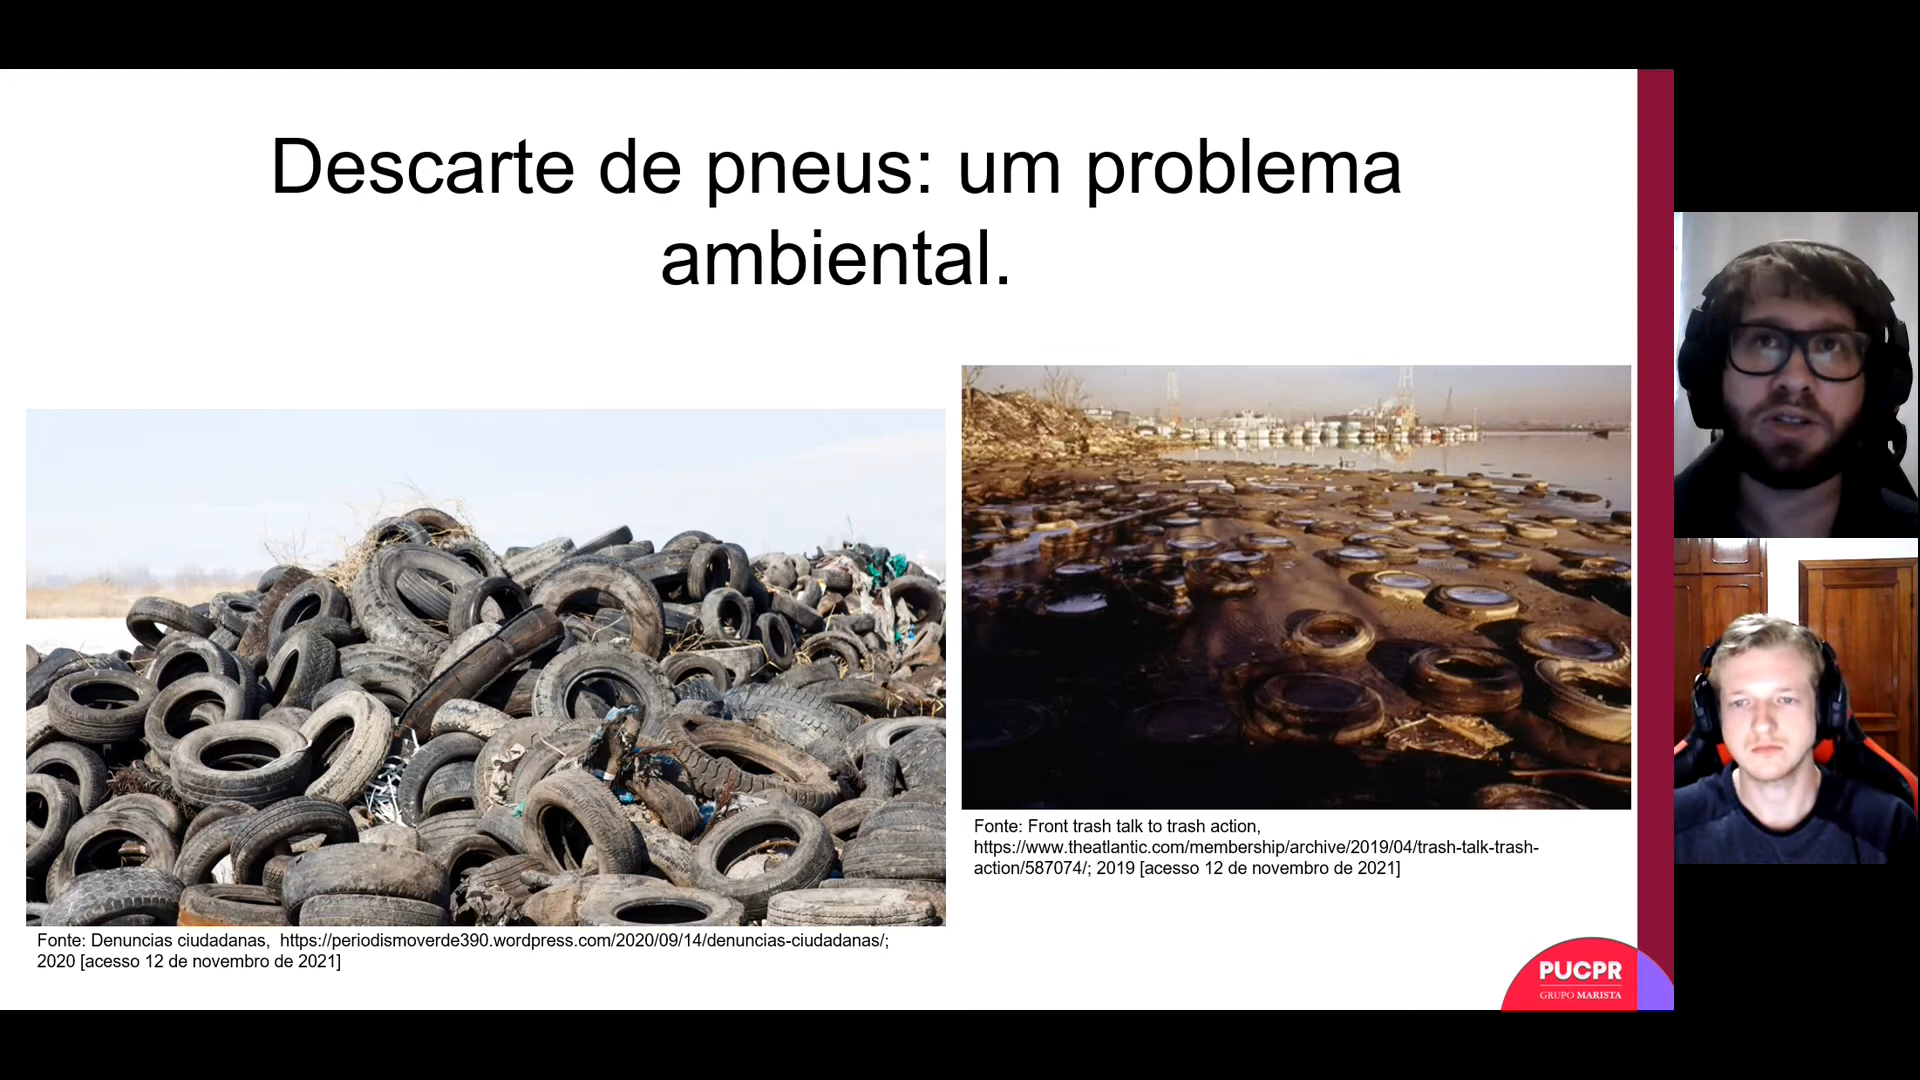 Descarte de pneus: um problema
ambiental.
Fonte: Front trash talk to trash action,
https://www.theatlantic.com/membership/archive/2019/04/trash-talk-trash-
action/587074/; 2019 [acesso 12 de novembro de 2021]
Fonte: Denuncias ciudadanas,  https://periodismoverde390.wordpress.com/2020/09/14/denuncias-ciudadanas/;
2020 [acesso 12 de novembro de 2021]
PUCPR
GRUPO MARISTA